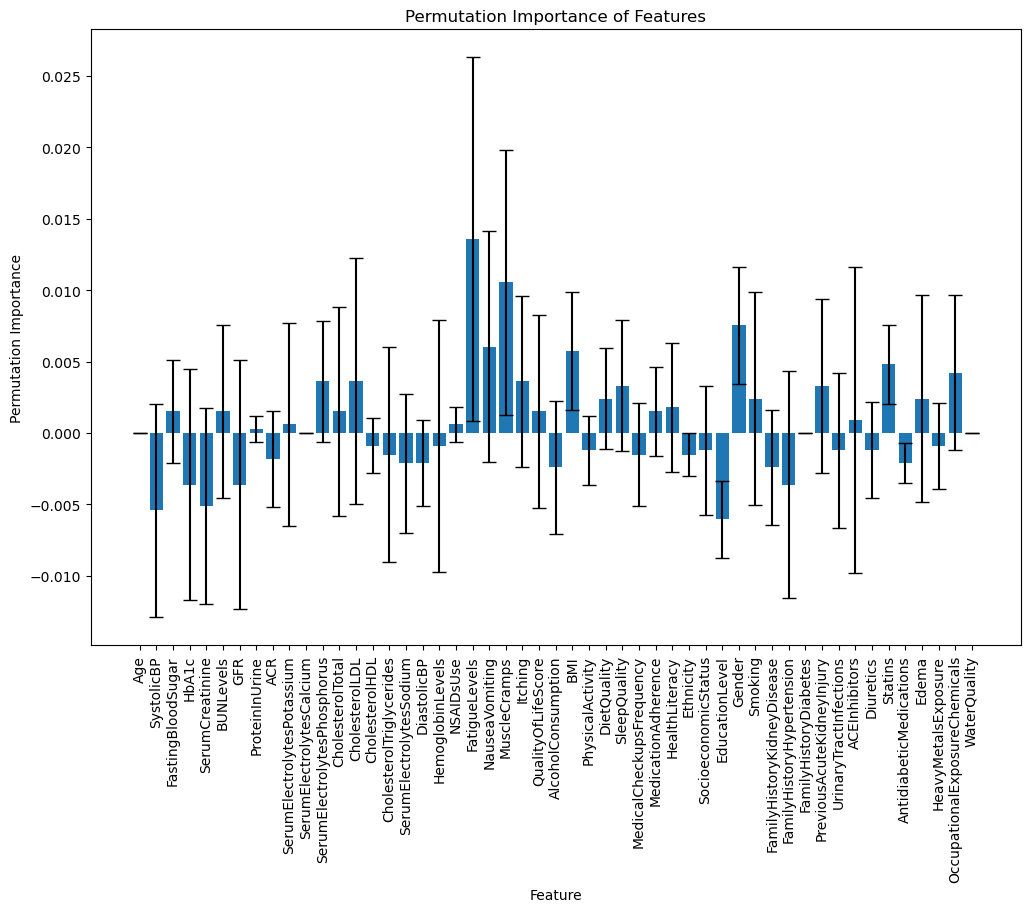 Permutation Importance of Features
Permutation Importance
0.025
0.020
0.015
0.010
0.005
0.000
−0.005
−0.010
Age
SystolicBP
FastingBloodSugar
HbA1c
SerumCreatinine
BUNLevels
GFR
ProteinInUrine
ACR
SerumElectrolytesPotassium
SerumElectrolytesCalcium
SerumElectrolytesPhosphorus
CholesterolTotal
CholesterolLDL
CholesterolHDL
CholesterolTriglycerides
SerumElectrolytesSodium
DiastolicBP
HemoglobinLevels
NSAIDsUse
FatigueLevels
NauseaVomiting
MuscleCramps
Itching
QualityOfLifeScore
AlcoholConsumption
BMI
PhysicalActivity
DietQuality
SleepQuality
MedicalCheckupsFrequency
MedicationAdherence
HealthLiteracy
Ethnicity
SocioeconomicStatus
EducationLevel
Gender
Smoking
FamilyHistoryKidneyDisease
FamilyHistoryHypertension
FamilyHistoryDiabetes
PreviousAcuteKidneyInjury
UrinaryTractInfections
ACEInhibitors
Diuretics
Statins
AntidiabeticMedications
Edema
HeavyMetalsExposure
OccupationalExposureChemicals
WaterQuality
Feature